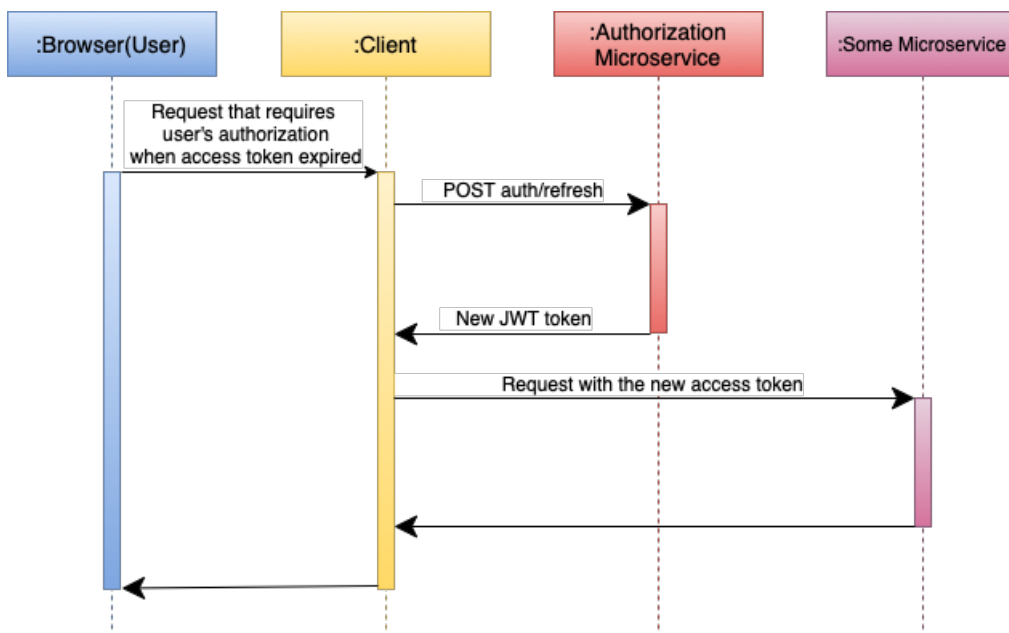 :Browser(User)
:Client
:Authorization
Microservice
:Some Microservice
Request that requires
user's authorization
when access token expired
POST auth/refresh
New JWT token
Request with the new access token